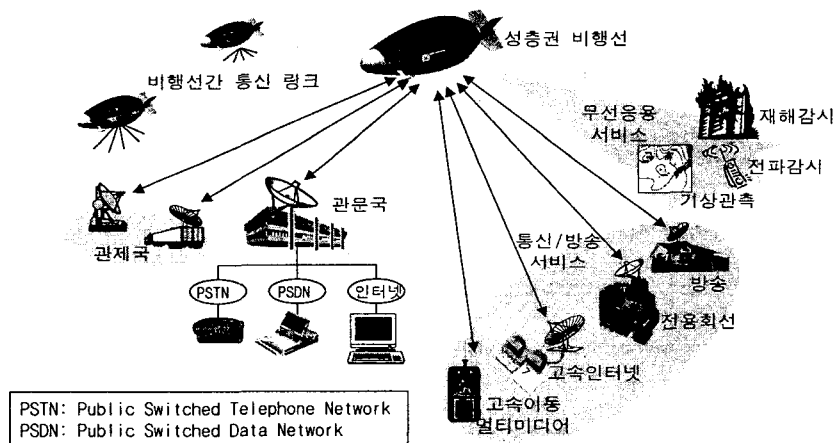 성층권 비행선
비행선간 통신 링크
무선응용
서비스
재해감시
전파감시
기상관측
관제국
관문국
통신/방송
서비스
방송
전용회선
PSTN
PSDN
인터넷
고속인터넷
고속이동
멀티미디어
PSTN: Public Switched Telephone Network
PSDN: Public Switched Data Network